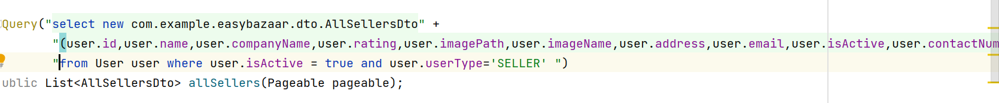 Query("select new com.example.easybazaar.dto.AllSellersDto" +
"(user.id,user.name,user.companyName,user.rating,user.imagePath,user.imageName,user.address,user.email,user.isActive,user.contactNum
"from User user where user.isActive = true and user.userType='SELLER' ")
ublic List<AllSellersDto> allSellers(Pageable pageable);